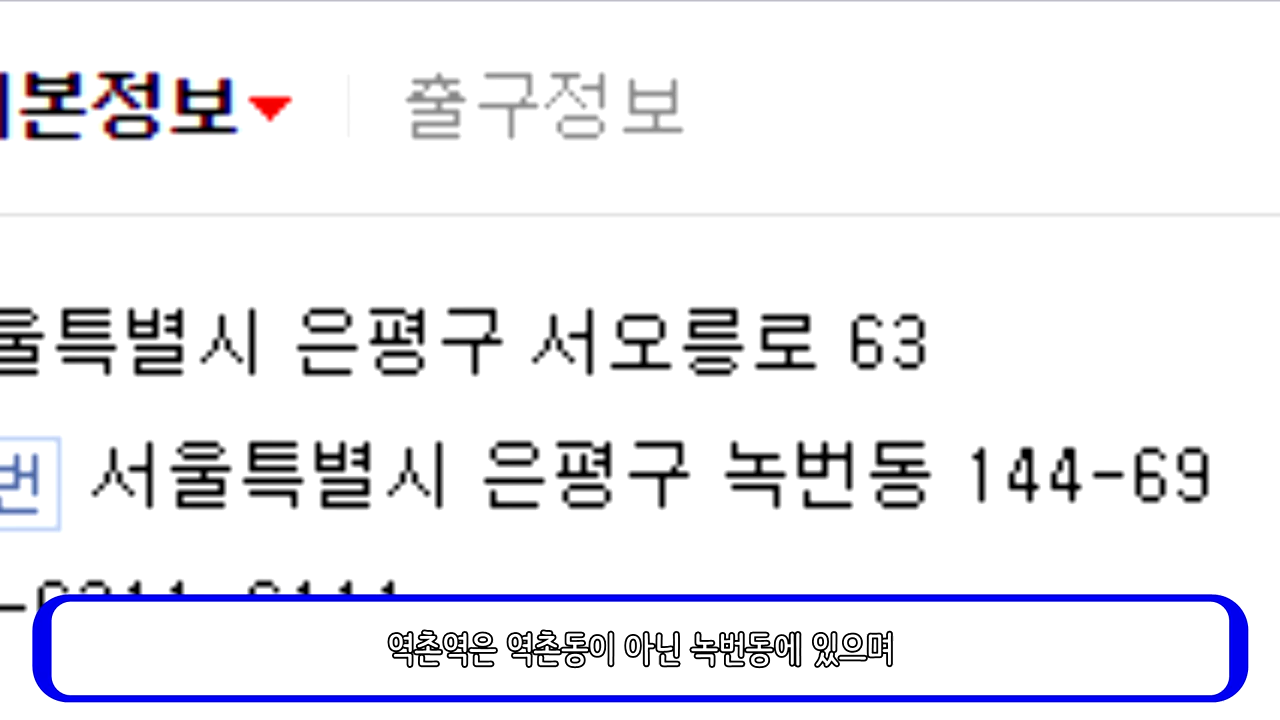 본정보 출구정보
울특별시 은평구 서오릉로 63
번 서울특별시 은평구 녹번동 144-69
역촌역은 역촌동이 아닌 녹번동에 있으며